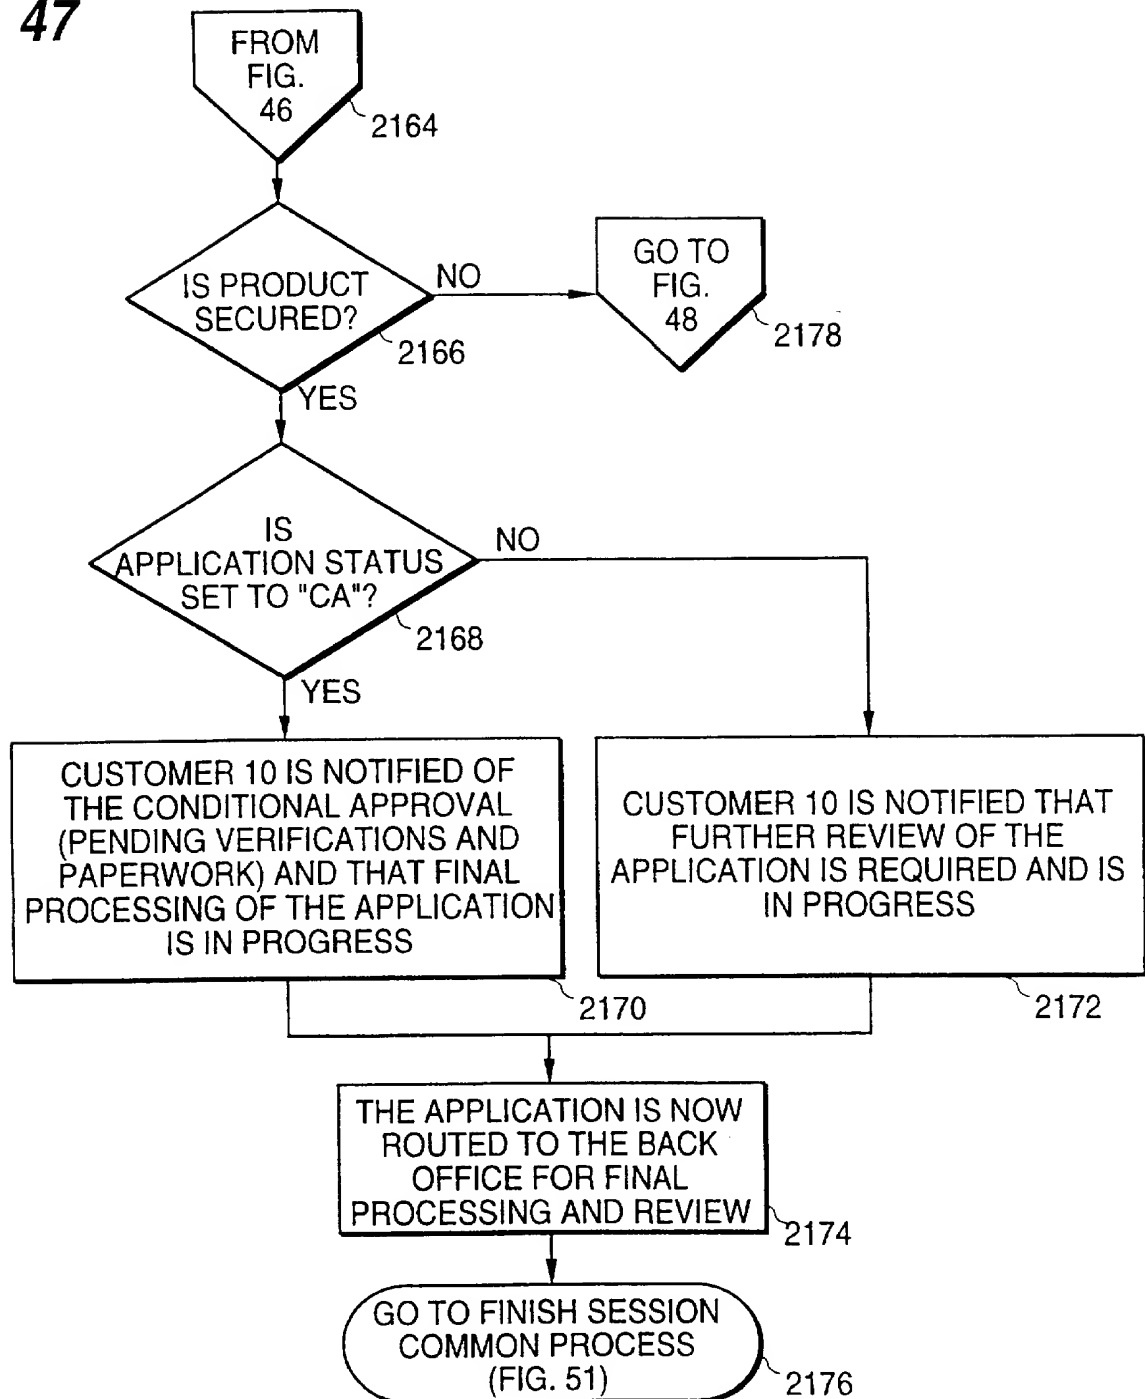 47
FROM
FIG.
46
2164
IS PRODUCT
SECURED?
2166
NO
GO TO
FIG.
48
2178
YES
IS
APPLICATION STATUS
SET TO "CA"?
2168
NO
YES
CUSTOMER 10 IS NOTIFIED OF
THE CONDITIONAL APPROVAL
(PENDING VERIFICATIONS AND
PAPERWORK) AND THAT FINAL
PROCESSING OF THE APPLICATION
IS IN PROGRESS
2170
CUSTOMER 10 IS NOTIFIED THAT
FURTHER REVIEW OF THE
APPLICATION IS REQUIRED AND IS
IN PROGRESS
2172
THE APPLICATION IS NOW
ROUTED TO THE BACK
OFFICE FOR FINAL
PROCESSING AND REVIEW
2174
GO TO FINISH SESSION
COMMON PROCESS
(FIG. 51)
2176